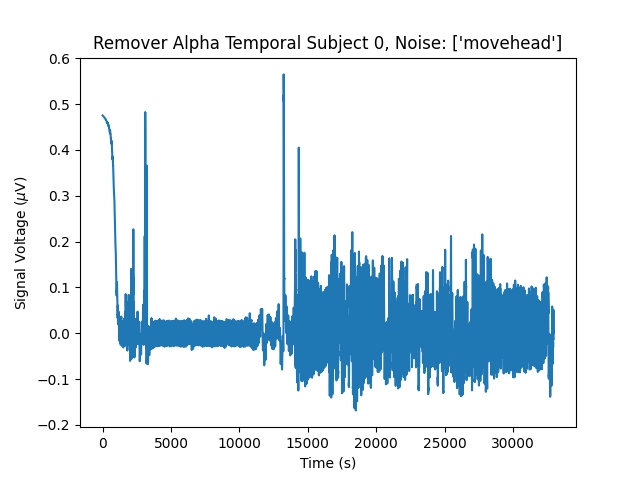 Remover Alpha Temporal Subject 0, Noise: ['movehead']
0.6
0.5
0.4
0.3
0.2
0.1
0.0
−0.1
−0.2
Signal Voltage (μV)
0 5000 10000 15000 20000 25000 30000
Time (s)